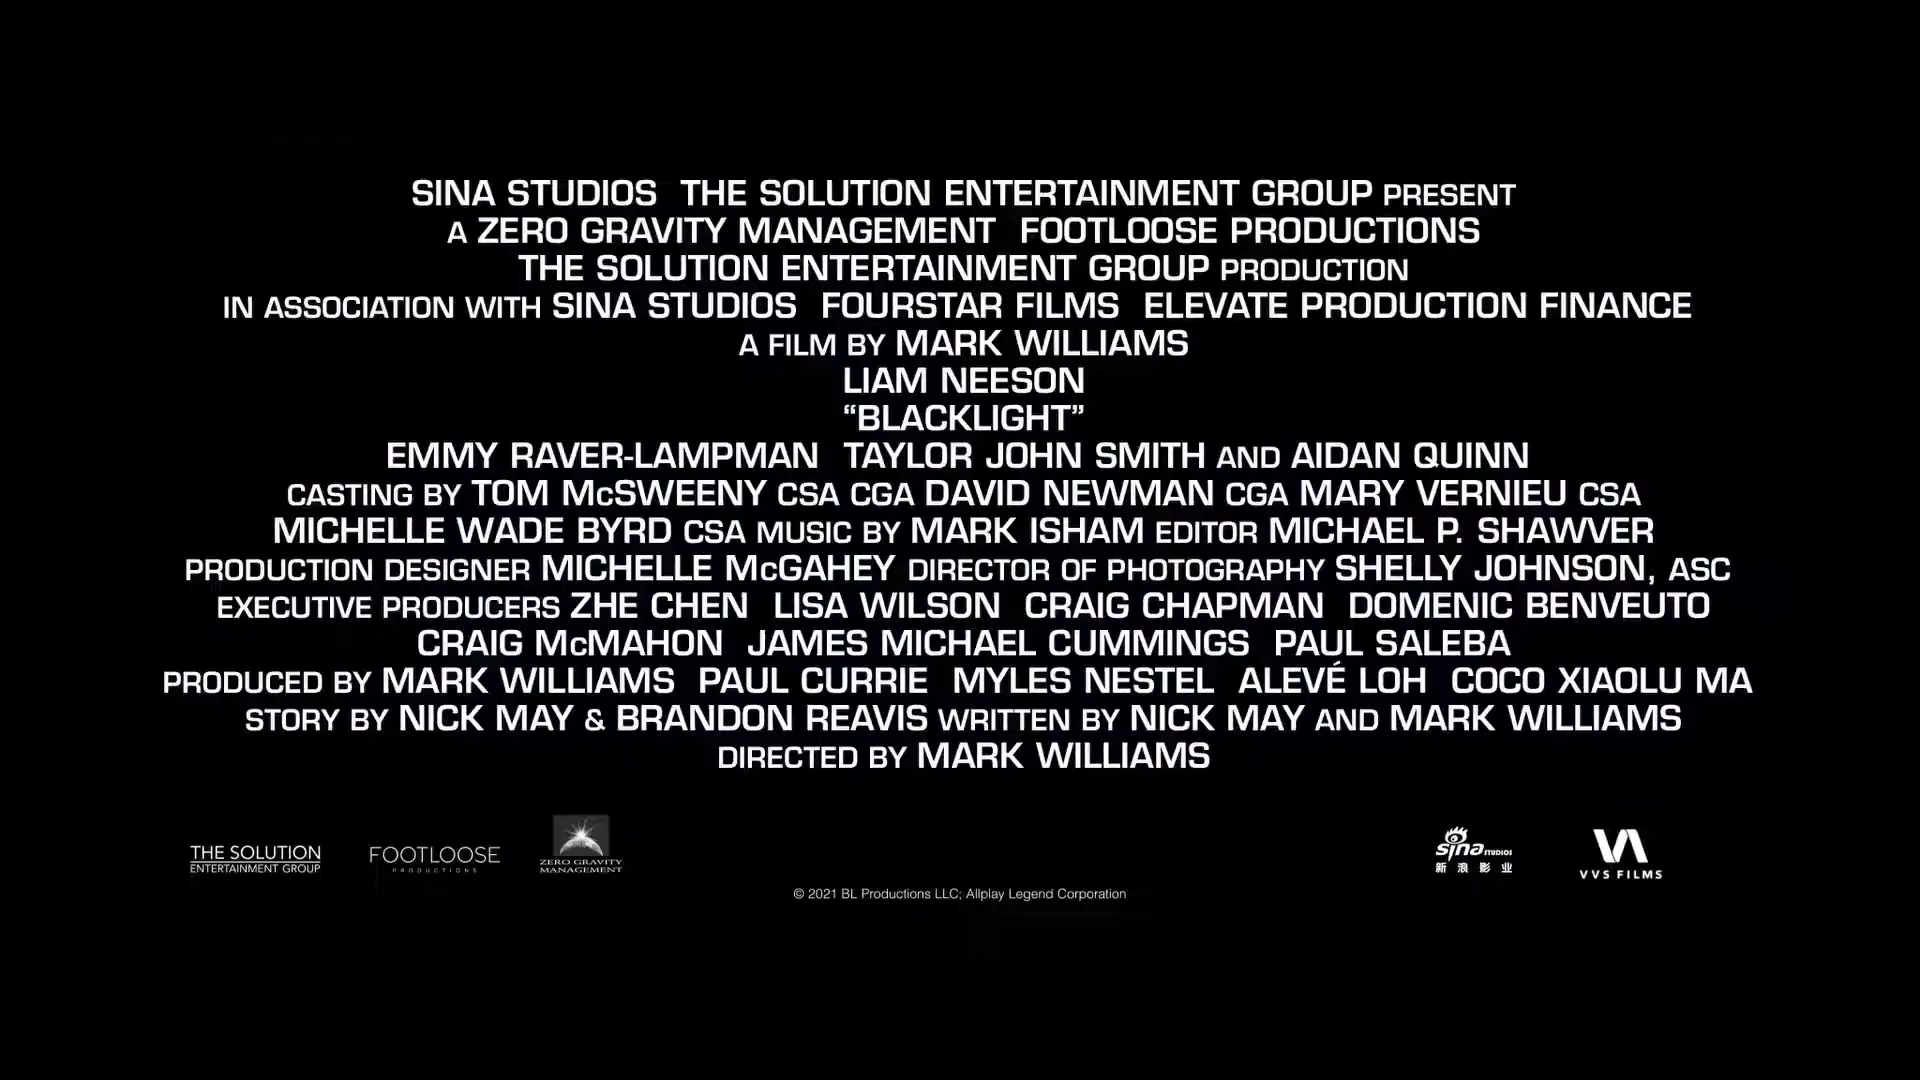 SINA STUDIOS THE SOLUTION ENTERTAINMENT GROUP PRESENT
A ZERO GRAVITY MANAGEMENT FOOTLOOSE PRODUCTIONS
THE SOLUTION ENTERTAINMENT GROUP PRODUCTION
IN ASSOCIATION WITH SINA STUDIOS FOURSTAR FILMS ELEVATE PRODUCTION FINANCE
A FILM BY MARK WILLIAMS
LIAM NEESON
“BLACKLIGHT”
EMMY RAVER-LAMPMAN TAYLOR JOHN SMITH AND AIDAN QUINN
CASTING BY TOM McSWEENY CSA CGA DAVID NEWMAN CGA MARY VERNIEU CSA
MICHELLE WADE BYRD CSA MUSIC BY MARK ISHAM EDITOR MICHAEL P. SHAWVER
PRODUCTION DESIGNER MICHELLE McGAHEY DIRECTOR OF PHOTOGRAPHY SHELLY JOHNSON, ASC
EXECUTIVE PRODUCERS ZHE CHEN LISA WILSON CRAIG CHAPMAN DOMENIC BENVEUTO
CRAIG McMAHON JAMES MICHAEL CUMMINGS PAUL SALEBA
PRODUCED BY MARK WILLIAMS PAUL CURRIE MYLES NESTEL ALEVÉ LOH COCO XIAOLU MA
STORY BY NICK MAY & BRANDON REAVIS WRITTEN BY NICK MAY AND MARK WILLIAMS
DIRECTED BY MARK WILLIAMS
THE SOLUTION
ENTERTAINMENT GROUP
FOOTLOOSE
PRODUCTIONS
ZERO GRAVITY
MANAGEMENT
sina STUDIOS
新浪影业
VVS FILMS
© 2021 BL Productions LLC; Allplay Legend Corporation